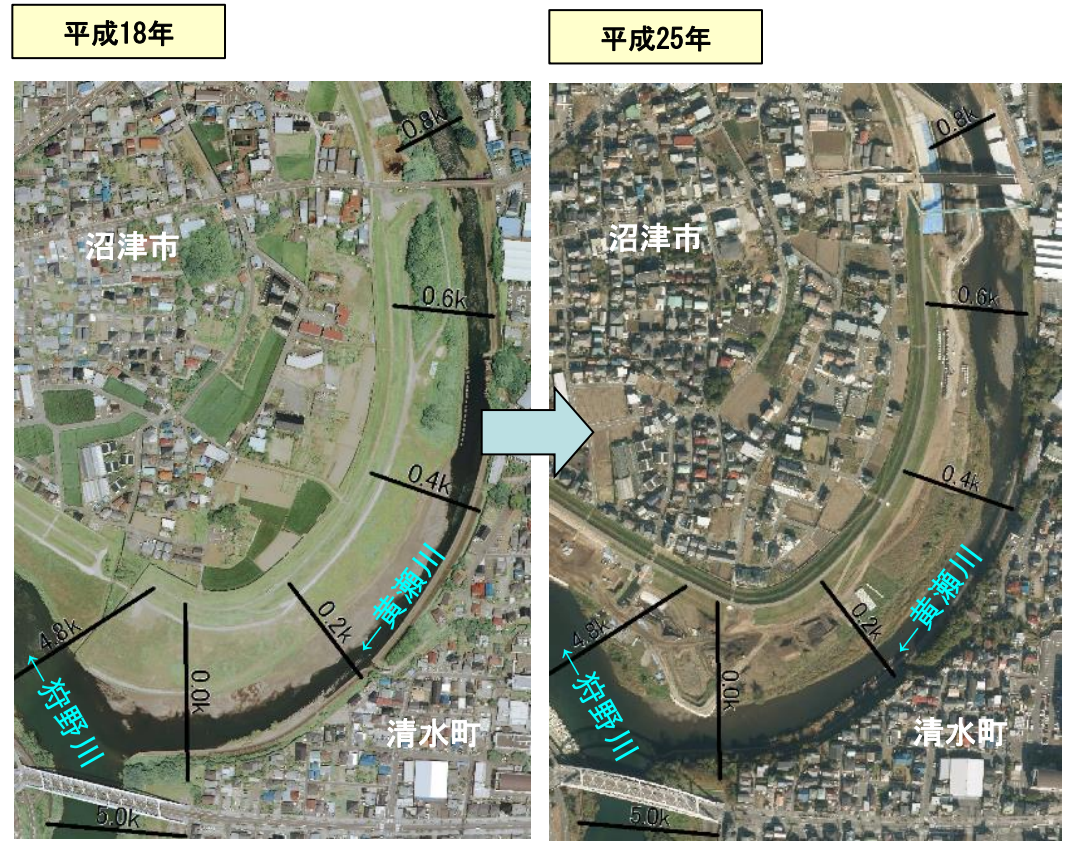 平成18年
平成25年
0.8k
沼津市
0.6k
0.4k
←黄瀬川
0.2k
4.8k
0.0k
←狩野川
清水町
5.0k
0.8k
沼津市
0.6k
0.4k
←黄瀬川
0.2k
4.8k
0.0k
←狩野川
清水町
5.0k